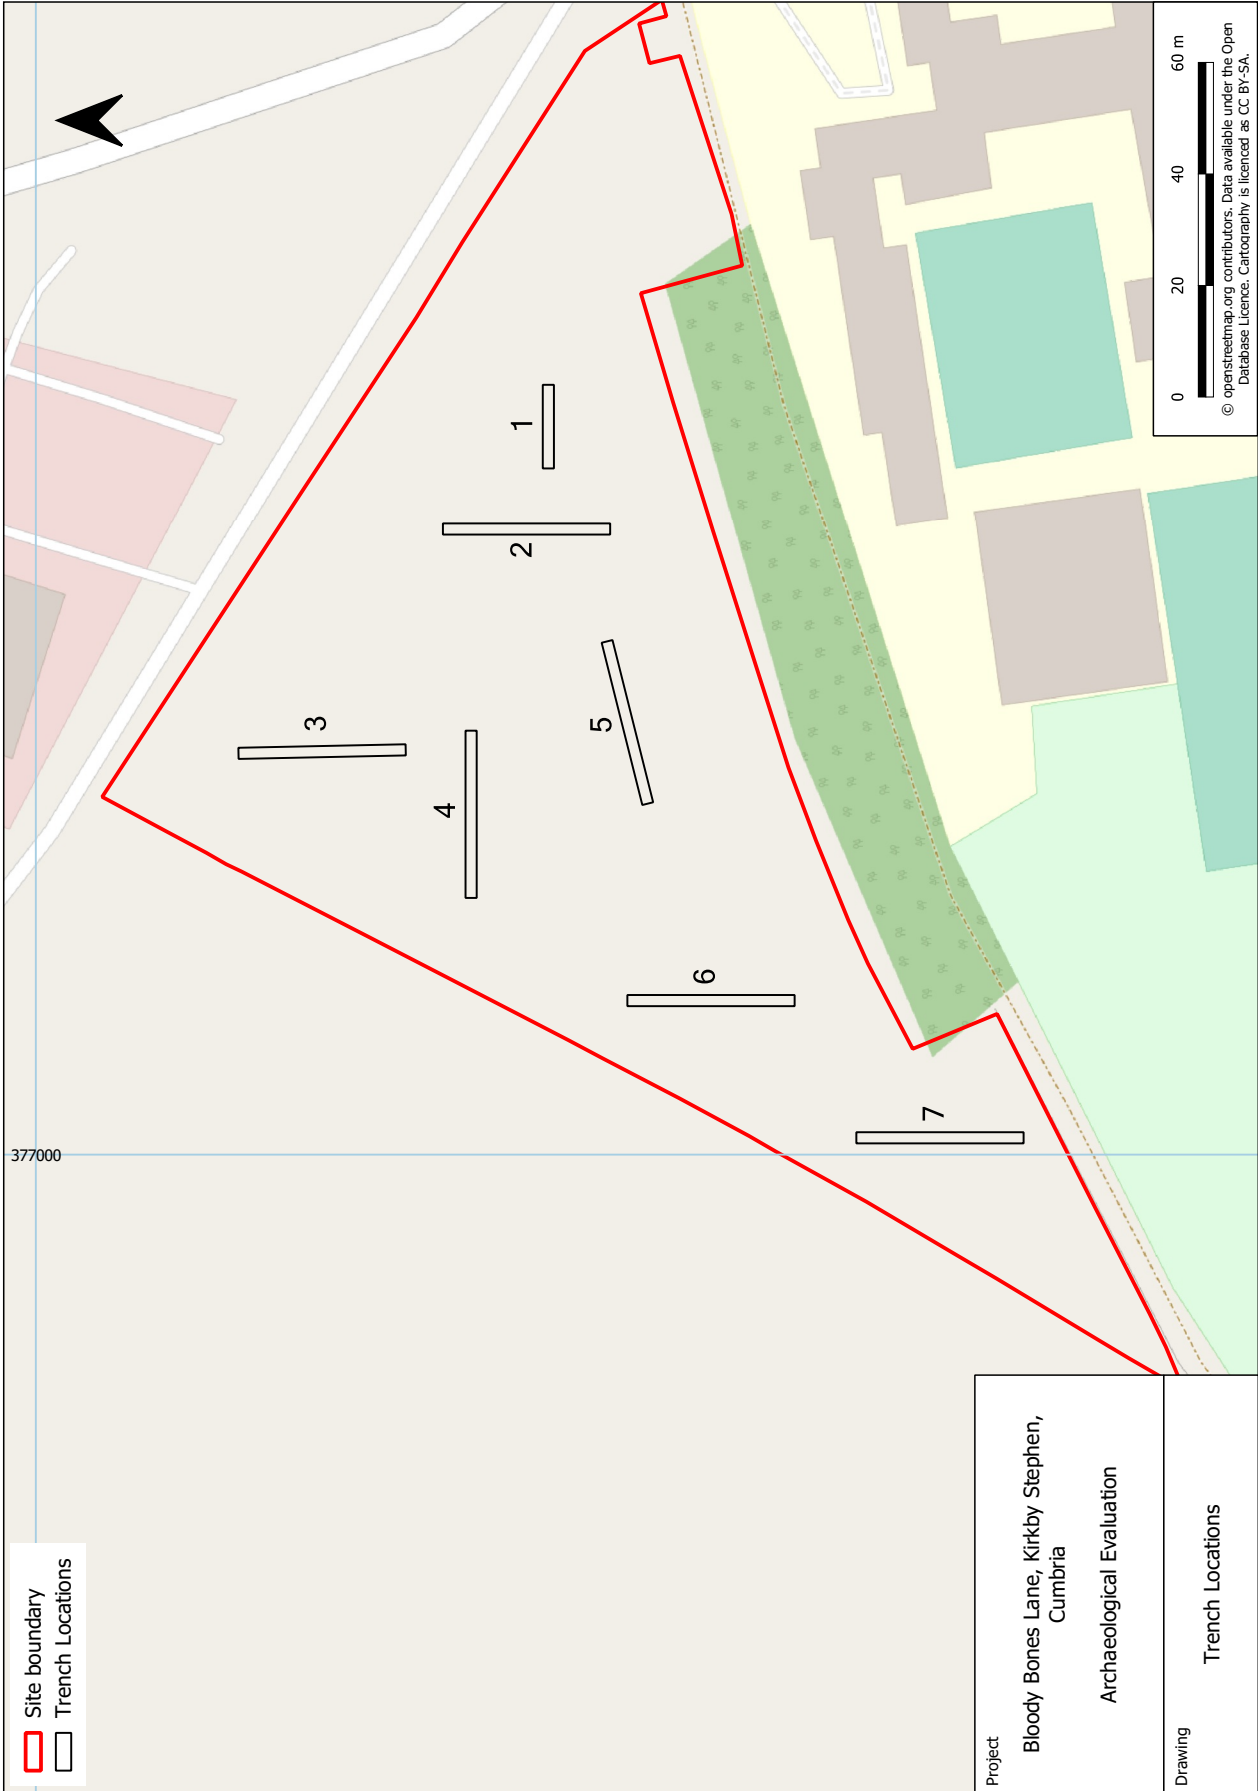 Site boundary
Trench Locations
377000
1
2
3
4
5
6
7
Project
Bloody Bones Lane, Kirkby Stephen,
Cumbria
Archaeological Evaluation
Drawing
Trench Locations
0 20 40 60 m
© openstreetmap.org contributors. Data available under the Open
Database Licence. Cartography is licenced as CC BY-SA.